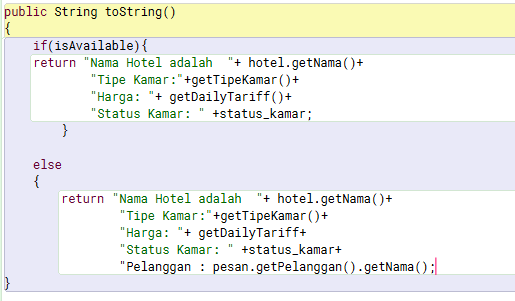 public String toString()
{
if(isAvailable){
return "Nama Hotel adalah  "+ hotel.getNama()+
"Tipe Kamar:"+getTipeKamar()+
"Harga: "+ getDailyTariff()+
"Status Kamar: " +status_kamar;
}
else
{
return "Nama Hotel adalah  "+ hotel.getNama()+
"Tipe Kamar:"+getTipeKamar()+
"Harga: "+ getDailyTariff+
"Status Kamar: " +status_kamar+
"Pelanggan : pesan.getPelanggan().getNama();
}